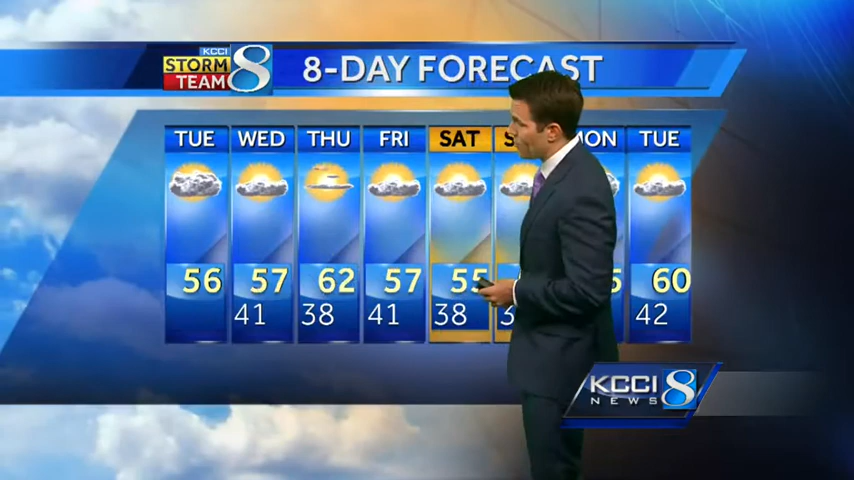 KCCI
STORM
TEAM 8
8-DAY FORECAST
TUE WED THU FRI SAT TUE
56 57 62 57 55 60
41 38 41 38 42
KCCI 8
NEWS